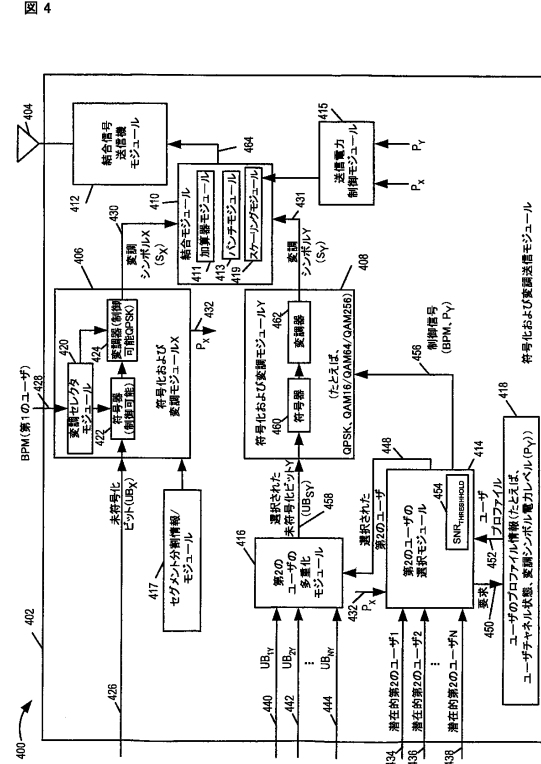 図 4
400
402
404
結合信号
送信機
モジュール
412
464
415
送信電力
制御モジュール
PX
PY
410
結合モジュール
411 加算器モジュール
413 パンチモジュール
419 スケーリングモジュール
430
変調
シンボルX
(SX)
431
変調
シンボルY
(SY)
406
BPM(第1のユーザ)
428
420
変調セレクタ
モジュール
424
変調器(制御
可能QPSK)
422
符号器
(制御可能)
符号化および
変調モジュールX
432
PX
426
未符号化
ビット(UBX)
417
セグメント分割情報/
モジュール
408
符号化および変調モジュールY
460
符号器
462
変調器
(たとえば、
QPSK、QAM16/QAM64/QAM256)
416
第2の
ユーザの
多重化
モジュール
選択された
未符号化ビットY
(UBSY)
458
440
UB1Y
442
UB2Y
⋮
444
UBNY
432
PX
選択された
第2のユーザ
448
456
制御信号
(BPM、PY)
414
第2のユーザの
選択モジュール
454
SNRTHRESHHOLD
434
潜在的第2のユーザ1
436
潜在的第2のユーザ2
⋮
438
潜在的第2のユーザN
450
要求
452
ユーザ
プロファイル
418
ユーザのプロファイル情報(たとえば、
ユーザチャネル状態、変調シンボル電力レベル(PY))
符号化および変調送信モジュール